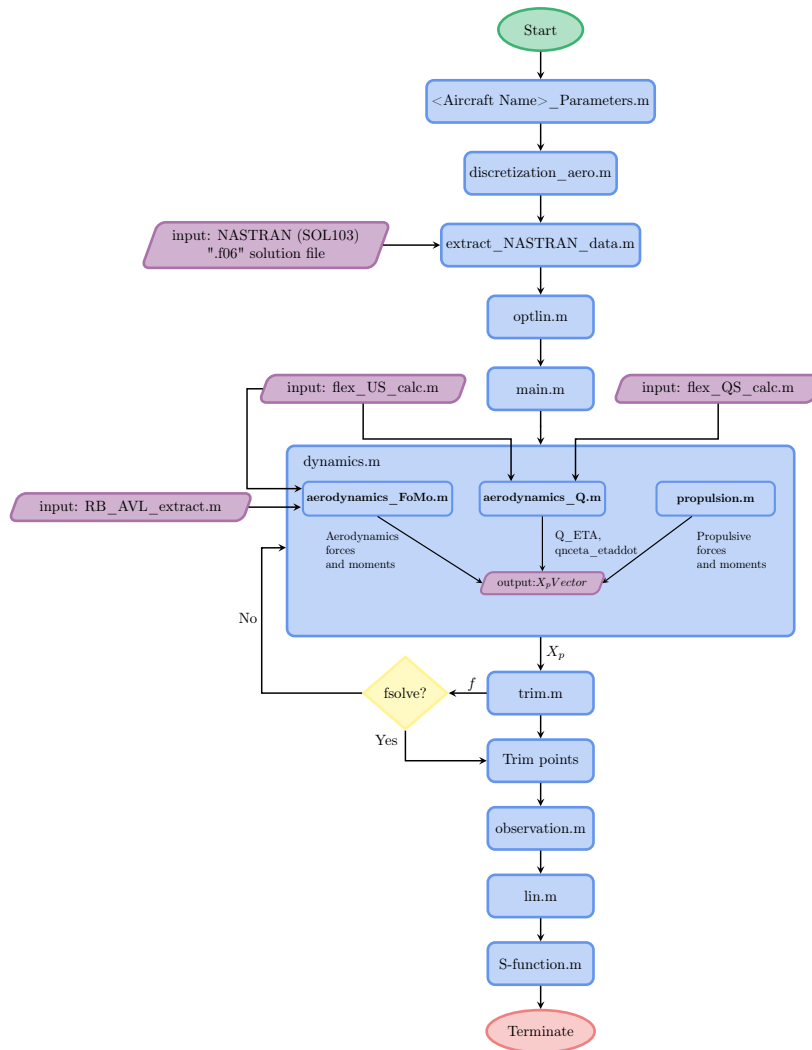 Start
<Aircraft Name>_Parameters.m
discretization_aero.m
input: NASTRAN (SOL103)
".f06" solution file
extract_NASTRAN_data.m
optlin.m
main.m
input: flex_US_calc.m
input: flex_QS_calc.m
dynamics.m
aerodynamics_FoMo.m
aerodynamics_Q.m
propulsion.m
input: RB_AVL_extract.m
Aerodynamics
forces
and moments
Q_ETA,
qnceta_etaddot
Propulsive
forces
and moments
output:XpVector
No
Xp
fsolve?
f
trim.m
Yes
Trim points
observation.m
lin.m
S-function.m
Terminate